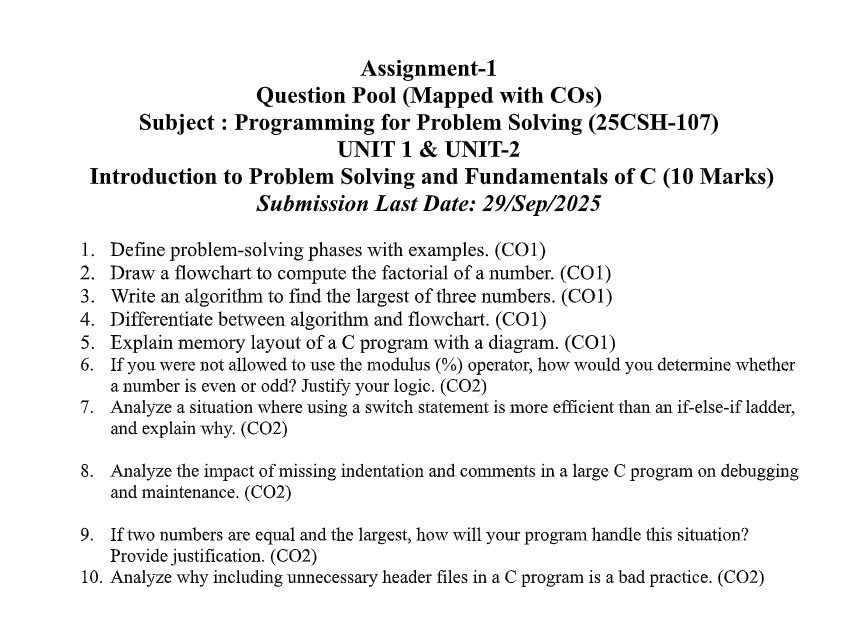 Assignment-1
Question Pool (Mapped with COs)
Subject : Programming for Problem Solving (25CSH-107)
UNIT 1 & UNIT-2
Introduction to Problem Solving and Fundamentals of C (10 Marks)
Submission Last Date: 29/Sep/2025
1. Define problem-solving phases with examples. (CO1)
2. Draw a flowchart to compute the factorial of a number. (CO1)
3. Write an algorithm to find the largest of three numbers. (CO1)
4. Differentiate between algorithm and flowchart. (CO1)
5. Explain memory layout of a C program with a diagram. (CO1)
6. If you were not allowed to use the modulus (%) operator, how would you determine whether
a number is even or odd? Justify your logic. (CO2)
7. Analyze a situation where using a switch statement is more efficient than an if-else-if ladder,
and explain why. (CO2)
8. Analyze the impact of missing indentation and comments in a large C program on debugging
and maintenance. (CO2)
9. If two numbers are equal and the largest, how will your program handle this situation?
Provide justification. (CO2)
10. Analyze why including unnecessary header files in a C program is a bad practice. (CO2)